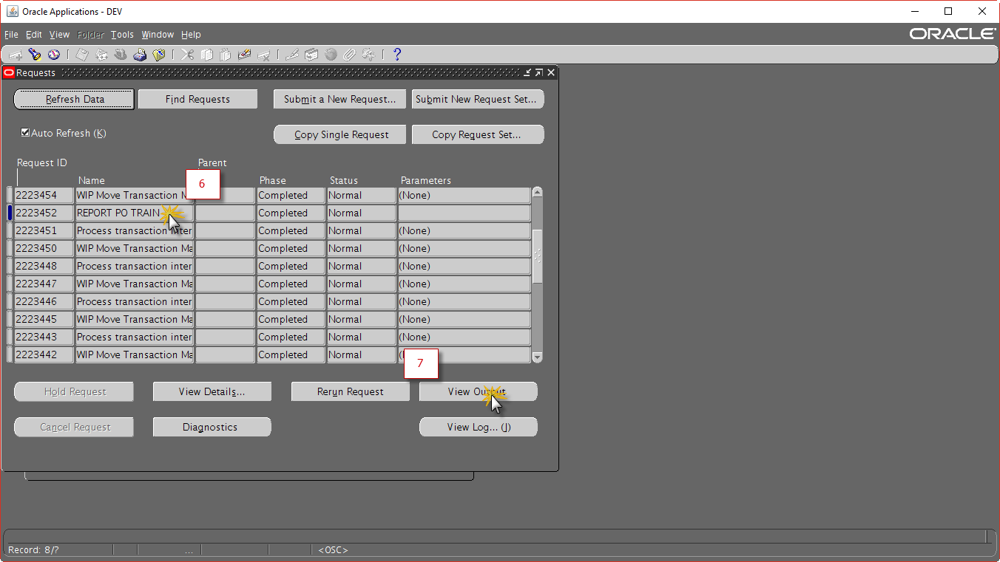 Oracle Applications - DEV
File Edit View Folder Tools Window Help
ORACLE
?
Requests
Refresh Data Find Requests Submit a New Request... Submit New Request Set...
Auto Refresh (K)
Copy Single Request Copy Request Set...
Request ID Parent
6
Name Phase Status Parameters
2223454 WIP Move Transaction Completed Normal (None)
2223452 REPORT PO TRAIN Completed Normal
2223451 Process transaction inter Completed Normal (None)
2223450 WIP Move Transaction Ma Completed Normal (None)
2223448 Process transaction inter Completed Normal (None)
2223447 WIP Move Transaction Ma Completed Normal (None)
2223446 Process transaction inter Completed Normal (None)
2223445 WIP Move Transaction Ma Completed Normal (None)
2223443 Process transaction inter Completed Normal (None)
2223442 WIP Move Transaction Ma Completed Normal
7
Hold Request View Details... Rerun Request View Output
Cancel Request Diagnostics View Log... (J)
Record: 8/? ... <OSC>